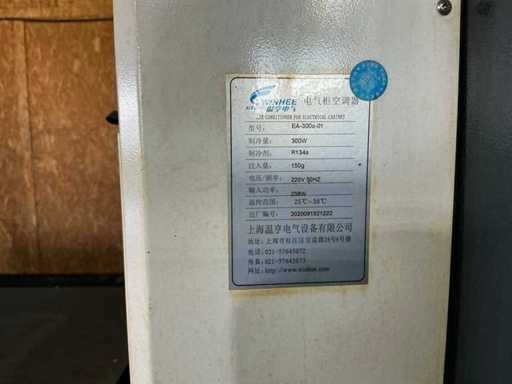 WINHEE 电气柜空调器
温亨电气
AIR CONDITIONER FOR ELECTRICAL CABINET
型号: EA-300a-01
制冷量: 300W
制冷剂: R134a
注入量: 150g
电压/频率: 220V 50HZ
输入功率:
温控范围: 25℃~38℃
出厂编号: 2020091521222
上海温亨电气设备有限公司
电话:021-57645072
传真:021-57645073
网址:http://www.winhee.com